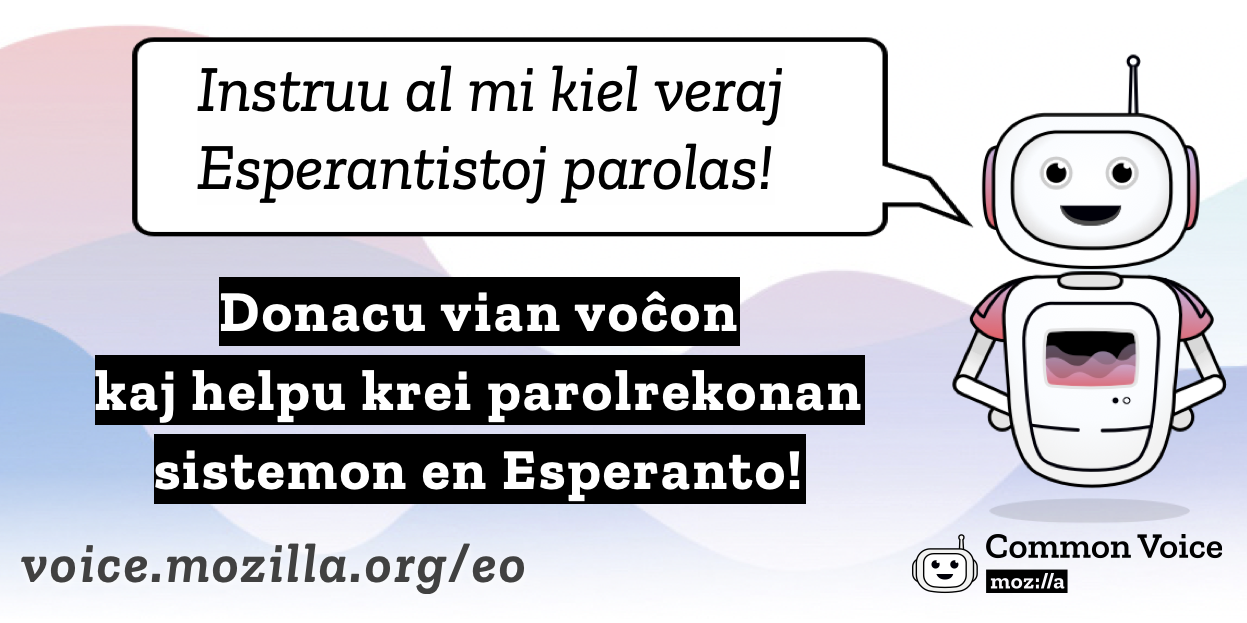 Instruu al mi kiel veraj
Esperantistoj parolas!
Donacu vian voĉon
kaj helpu krei parolrekonan
sistemon en Esperanto!
voice.mozilla.org/eo
Common Voice
moz://a